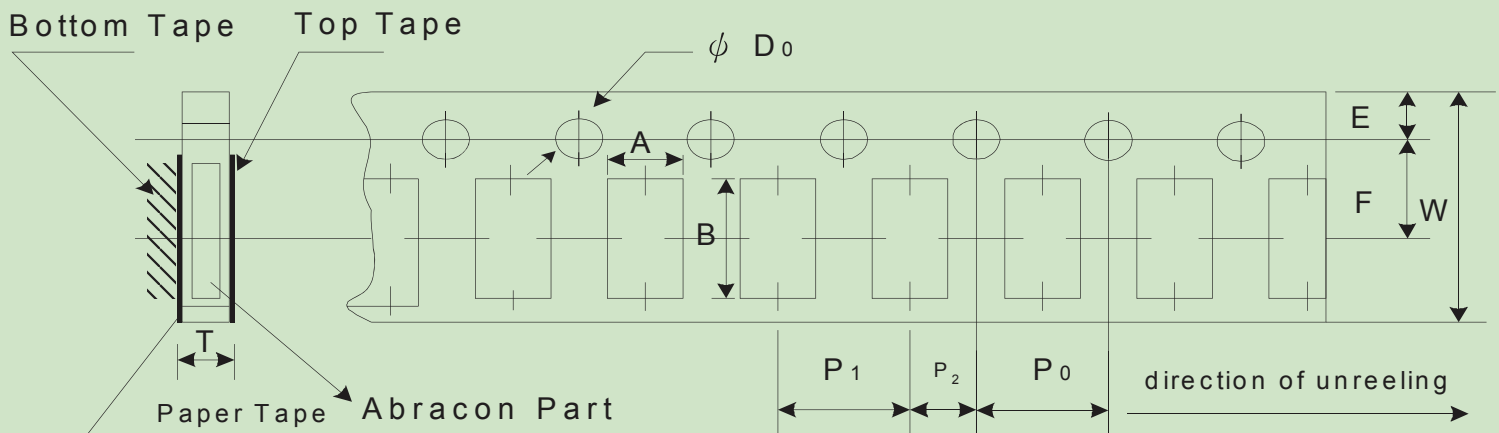 Bottom Tape
Top Tape
ϕ D0
E
A
F
W
B
T
P1
P2
P0
direction of unreeling
Paper Tape
Abracon Part